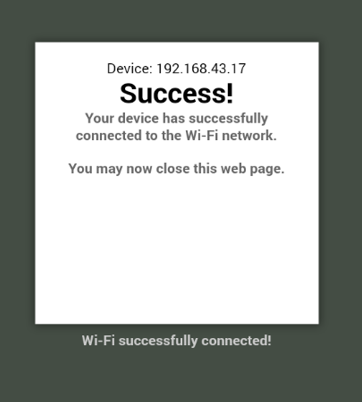 Device: 192.168.43.17
Success!
Your device has successfully
connected to the Wi-Fi network.
You may now close this web page.
Wi-Fi successfully connected!